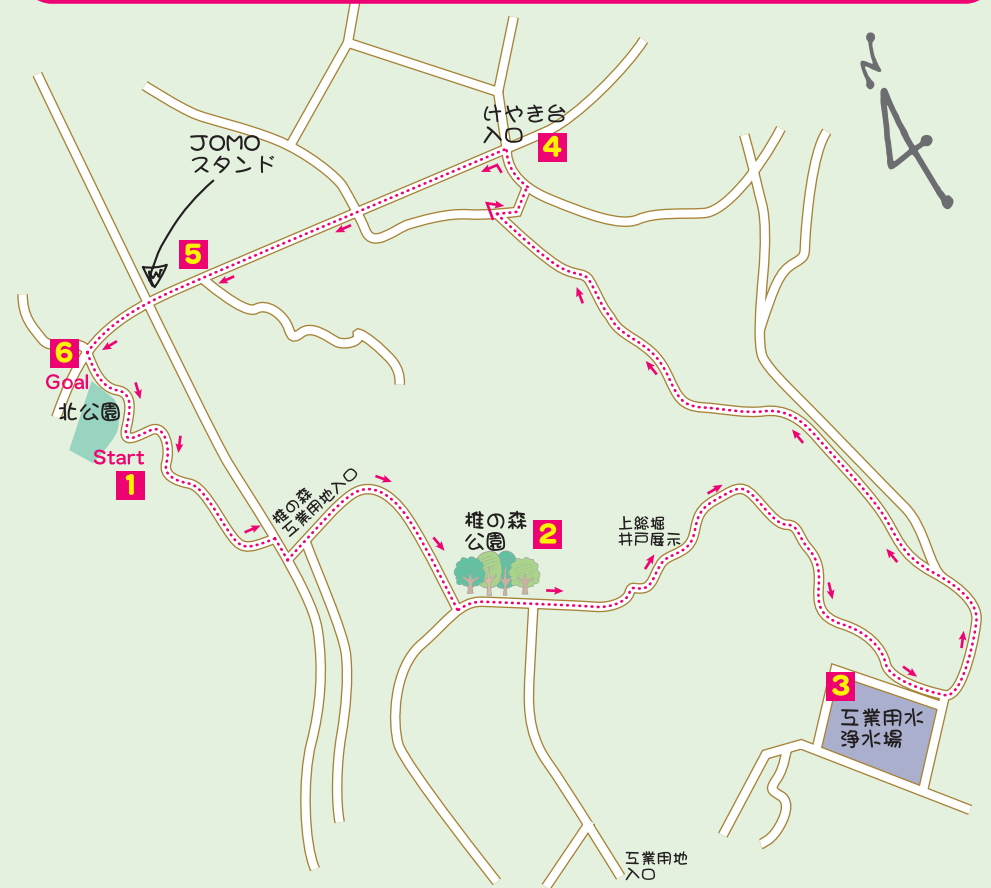 けやき台
入口
4
JOMO
スタンド
5
6
Goal
北公園
Start
1
椎の森
工業用地入口
椎の森
公園
2
上総堀
井戸展示
3
工業用水
浄水場
工業用地
入口